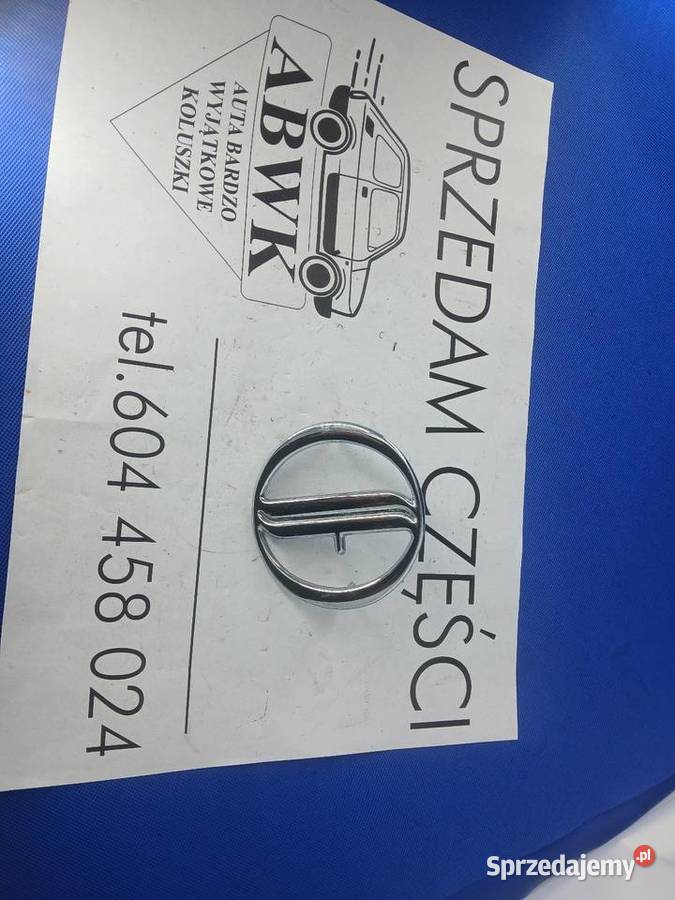 SPRZEDAM CZĘŚCI
ABWK
AUTA BARDZO
WYJĄTKOWE
KOLUSZKI
tel.604 458 024
Sprzedajemy.pl